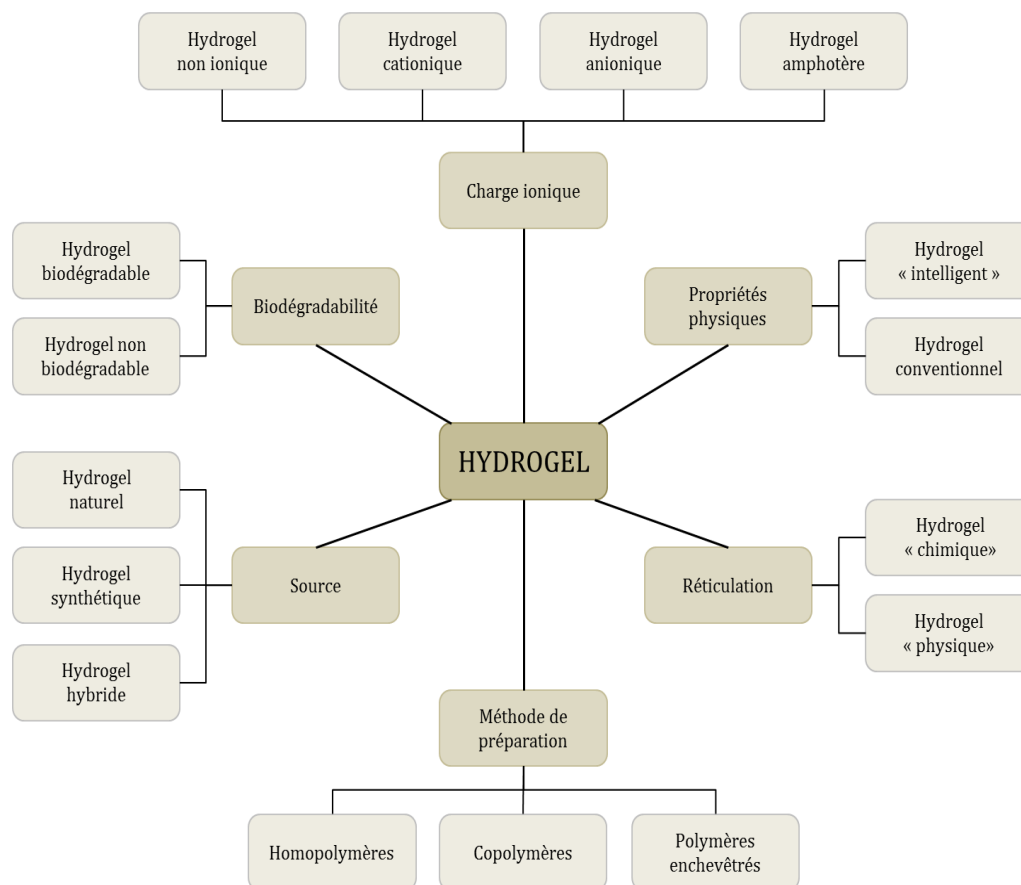 Hydrogel
non ionique
Hydrogel
cationique
Hydrogel
anionique
Hydrogel
amphotère
Charge ionique
Hydrogel
biodégradable
Hydrogel non
biodégradable
Biodégradabilité
Propriétés
physiques
Hydrogel
« intelligent »
Hydrogel
conventionnel
HYDROGEL
Hydrogel
naturel
Hydrogel
synthétique
Hydrogel
hybride
Source
Réticulation
Hydrogel
« chimique»
Hydrogel
« physique»
Méthode de
préparation
Homopolymères
Copolymères
Polymères
enchevêtrés